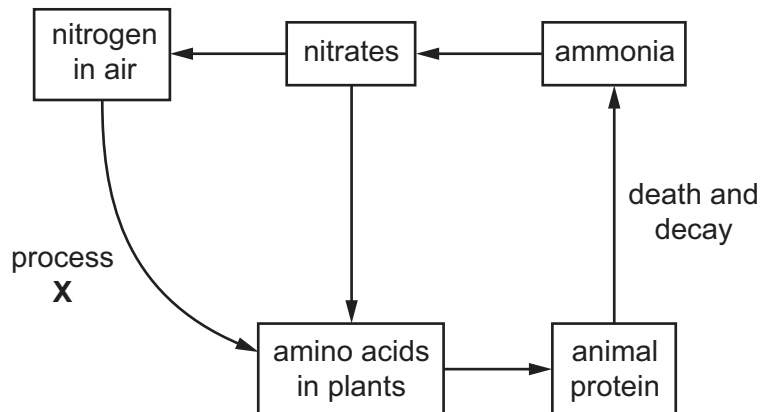 nitrogen
in air
nitrates
ammonia
death and
decay
process
X
amino acids
in plants
animal
protein